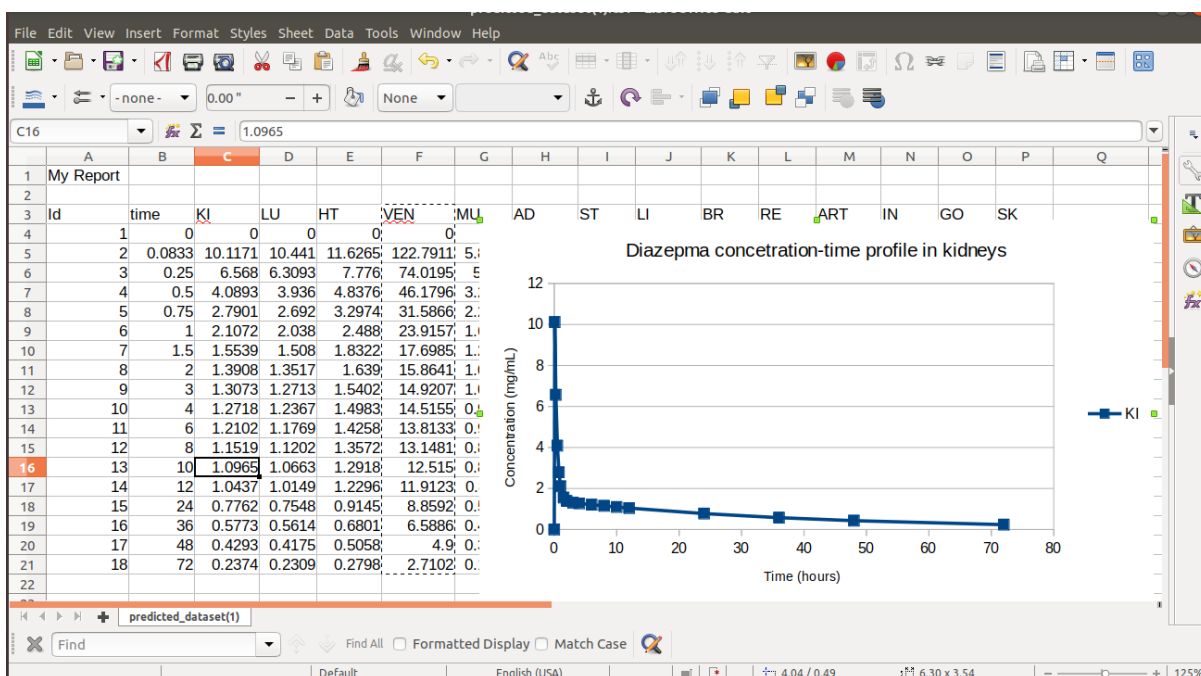 File Edit View Insert Format Styles Sheet Data Tools Window Help
-none- 0.00 " − + None
C16 1.0965
A B C D E F G H I J K L M N O P Q
1 My Report
2
3 Id time KI LU HT VEN MU AD ST LI BR RE ART IN GO SK
4 1 0 0 0 0 0
5 2 0.0833 10.1171 10.441 11.6265 122.7911
6 3 0.25 6.568 6.3093 7.776 74.0195
7 4 0.5 4.0893 3.936 4.8376 46.1796
8 5 0.75 2.7901 2.692 3.2974 31.5866
9 6 1 2.1072 2.038 2.488 23.9157
10 7 1.5 1.5539 1.508 1.8322 17.6985
11 8 2 1.3908 1.3517 1.639 15.8641
12 9 3 1.3073 1.2713 1.5402 14.9207
13 10 4 1.2718 1.2367 1.4983 14.5155
14 11 6 1.2102 1.1769 1.4258 13.8133
15 12 8 1.1519 1.1202 1.3572 13.1481
16 13 10 1.0965 1.0663 1.2918 12.515
17 14 12 1.0437 1.0149 1.2296 11.9123
18 15 24 0.7762 0.7548 0.9145 8.8592
19 16 36 0.5773 0.5614 0.6801 6.5886
20 17 48 0.4293 0.4175 0.5058 4.9
21 18 72 0.2374 0.2309 0.2798 2.7102
22
Diazepma concetration-time profile in kidneys
Concentration (mg/mL)
12
10
8
6
4
2
0
0 10 20 30 40 50 60 70 80
Time (hours)
KI
predicted_dataset(1)
Find Find All Formatted Display Match Case
Default English (USA) 4.04 / 0.49 6.30 x 3.54 125%